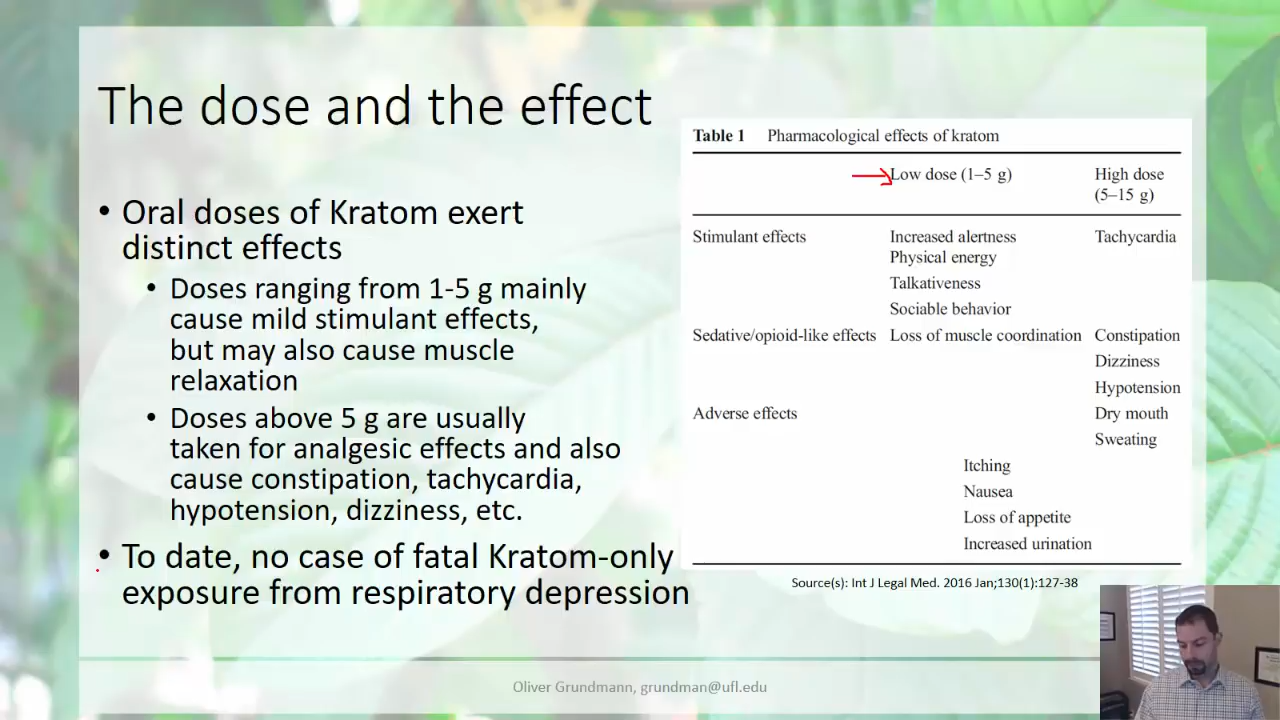 The dose and the effect
• Oral doses of Kratom exert
distinct effects
• Doses ranging from 1-5 g mainly
cause mild stimulant effects,
but may also cause muscle
relaxation
• Doses above 5 g are usually
taken for analgesic effects and also
cause constipation, tachycardia,
hypotension, dizziness, etc.
• To date, no case of fatal Kratom-only
exposure from respiratory depression
Table 1 Pharmacological effects of kratom
Low dose (1–5 g) High dose
(5–15 g)
Stimulant effects Increased alertness Tachycardia
Physical energy
Talkativeness
Sociable behavior
Sedative/opioid-like effects Loss of muscle coordination Constipation
Dizziness
Hypotension
Adverse effects Dry mouth
Sweating
Itching
Nausea
Loss of appetite
Increased urination
Source(s): Int J Legal Med. 2016 Jan;130(1):127-38
Oliver Grundmann, grundman@ufl.edu